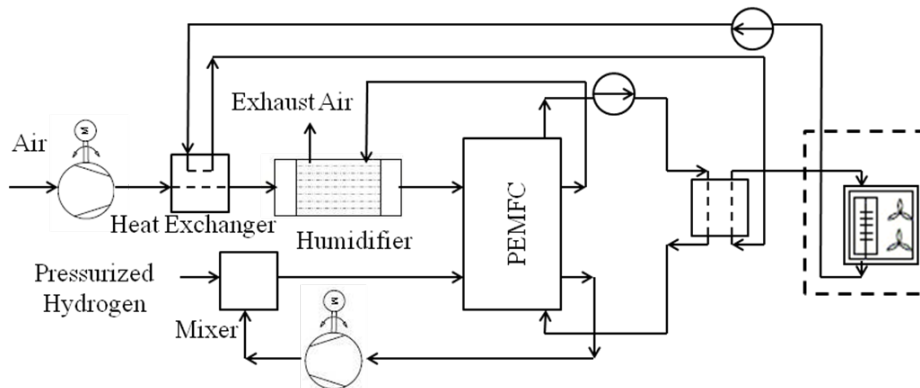 Exhaust Air
M
Air
Heat Exchanger
Humidifier
PEMFC
Pressurized
Hydrogen
Mixer
M